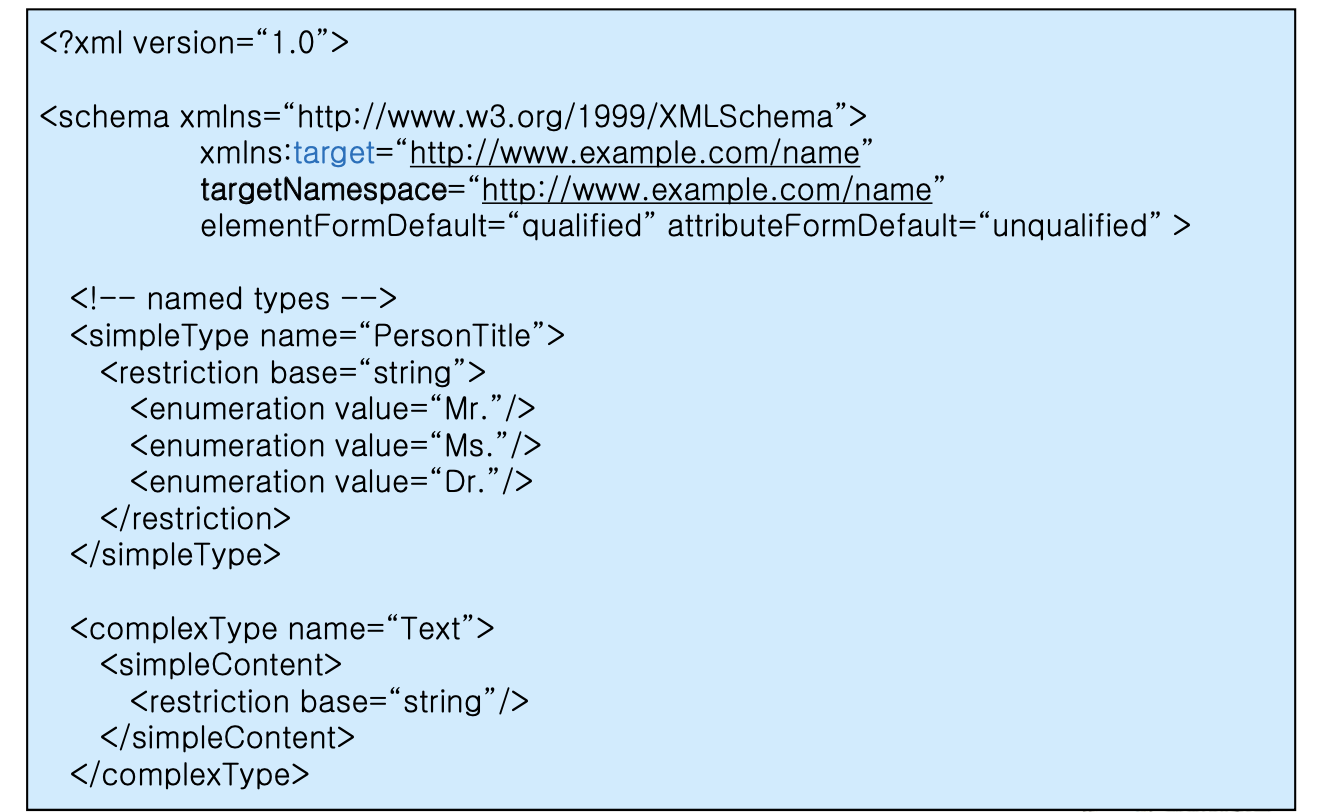 <?xml version=“1.0”>
<schema xmlns=“http://www.w3.org/1999/XMLSchema”>
xmlns:target=“http://www.example.com/name”
targetNamespace=“http://www.example.com/name”
elementFormDefault=“qualified” attributeFormDefault=“unqualified” >
<!-- named types -->
<simpleType name=“PersonTitle”>
<restriction base=“string”>
<enumeration value=“Mr.”/>
<enumeration value=“Ms.”/>
<enumeration value=“Dr.”/>
</restriction>
</simpleType>
<complexType name=“Text”>
<simpleContent>
<restriction base=“string”/>
</simpleContent>
</complexType>